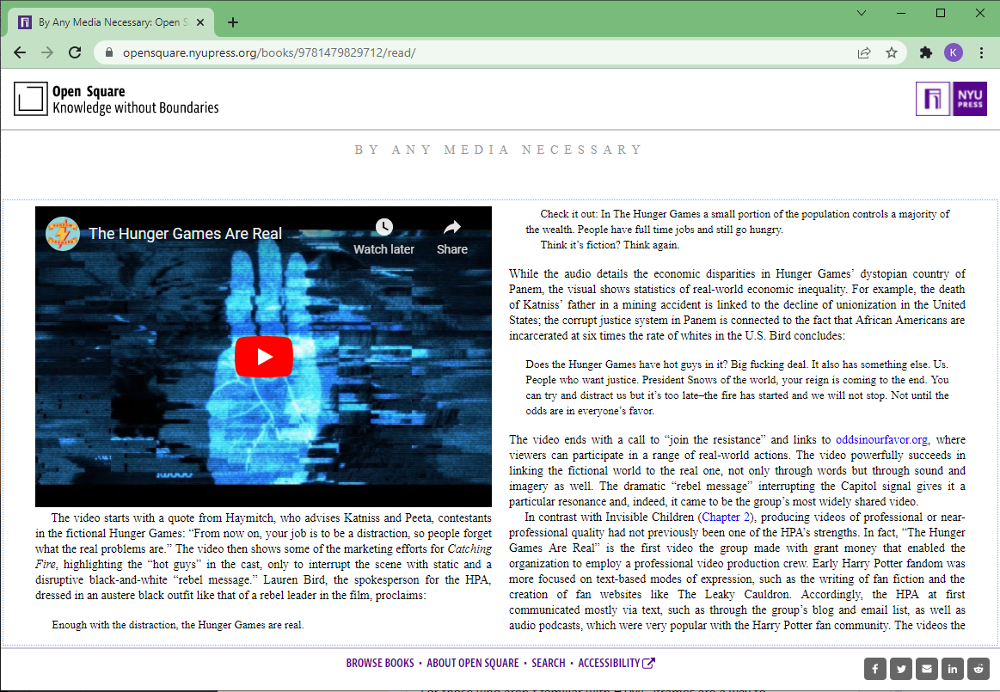 By Any Media Necessary: Open S
opensquare.nyupress.org/books/9781479829712/read/
K
Open Square
Knowledge without Boundaries
NYU
PRESS
BY ANY MEDIA NECESSARY
The Hunger Games Are Real
Watch later
Share
The video starts with a quote from Haymitch, who advises Katniss and Peeta, contestants
in the fictional Hunger Games: “From now on, your job is to be a distraction, so people forget
what the real problems are.” The video then shows some of the marketing efforts for Catching
Fire, highlighting the “hot guys” in the cast, only to interrupt the scene with static and a
disruptive black-and-white “rebel message.” Lauren Bird, the spokesperson for the HPA,
dressed in an austere black outfit like that of a rebel leader in the film, proclaims:
Enough with the distraction, the Hunger Games are real.
Check it out: In The Hunger Games a small portion of the population controls a majority of
the wealth. People have full time jobs and still go hungry.
Think it’s fiction? Think again.
While the audio details the economic disparities in Hunger Games’ dystopian country of
Panem, the visual shows statistics of real-world economic inequality. For example, the death
of Katniss’ father in a mining accident is linked to the decline of unionization in the United
States; the corrupt justice system in Panem is connected to the fact that African Americans are
incarcerated at six times the rate of whites in the U.S. Bird concludes:
Does the Hunger Games have hot guys in it? Big fucking deal. It also has something else. Us.
People who want justice. President Snows of the world, your reign is coming to the end. You
can try and distract us but it’s too late–the fire has started and we will not stop. Not until the
odds are in everyone’s favor.
The video ends with a call to “join the resistance” and links to oddsinourfavor.org, where
viewers can participate in a range of real-world actions. The video powerfully succeeds in
linking the fictional world to the real one, not only through words but through sound and
imagery as well. The dramatic “rebel message” interrupting the Capitol signal gives it a
particular resonance and, indeed, it came to be the group’s most widely shared video.
In contrast with Invisible Children (Chapter 2), producing videos of professional or near-
professional quality had not previously been one of the HPA’s strengths. In fact, “The Hunger
Games Are Real” is the first video the group made with grant money that enabled the
organization to employ a professional video production crew. Early Harry Potter fandom was
more focused on text-based modes of expression, such as the writing of fan fiction and the
creation of fan websites like The Leaky Cauldron. Accordingly, the HPA at first
communicated mostly via text, such as through the group’s blog and email list, as well as
audio podcasts, which were very popular with the Harry Potter fan community. The videos the
BROWSE BOOKS • ABOUT OPEN SQUARE • SEARCH • ACCESSIBILITY